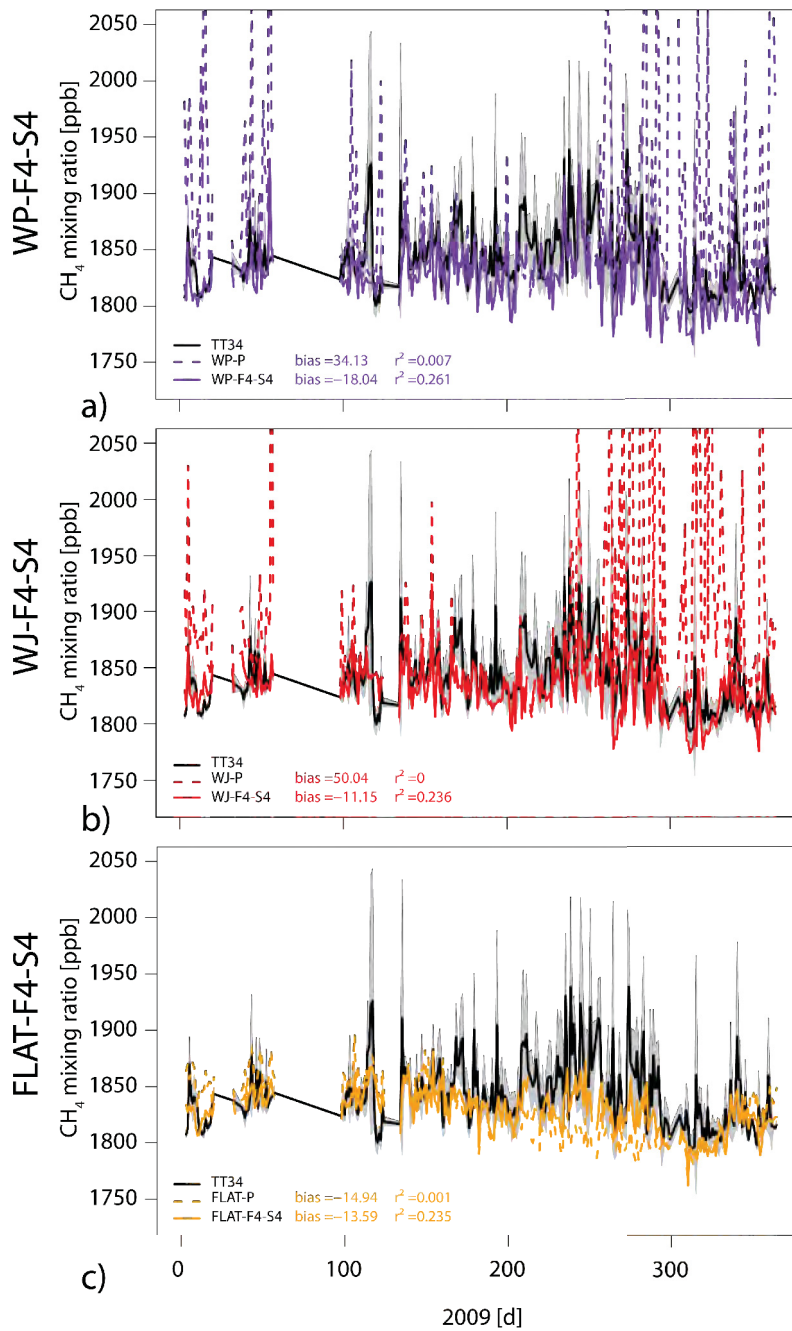 WP-F4-S4
CH4 mixing ratio [ppb]
2050
2000
1950
1900
1850
1800
1750
TT34
WP-P bias =34.13 r² =0.007
WP-F4-S4 bias=−18.04 r² =0.261
a)
WJ-F4-S4
CH4 mixing ratio [ppb]
2050
2000
1950
1900
1850
1800
1750
TT34
WJ-P bias =50.04 r² =0
WJ-F4-S4 bias=−11.15 r² =0.236
b)
FLAT-F4-S4
CH4 mixing ratio [ppb]
2050
2000
1950
1900
1850
1800
1750
TT34
FLAT-P bias =−14.94 r² =0.001
FLAT-F4-S4 bias=−13.59 r² =0.235
c)
0 100 200 300
2009 [d]